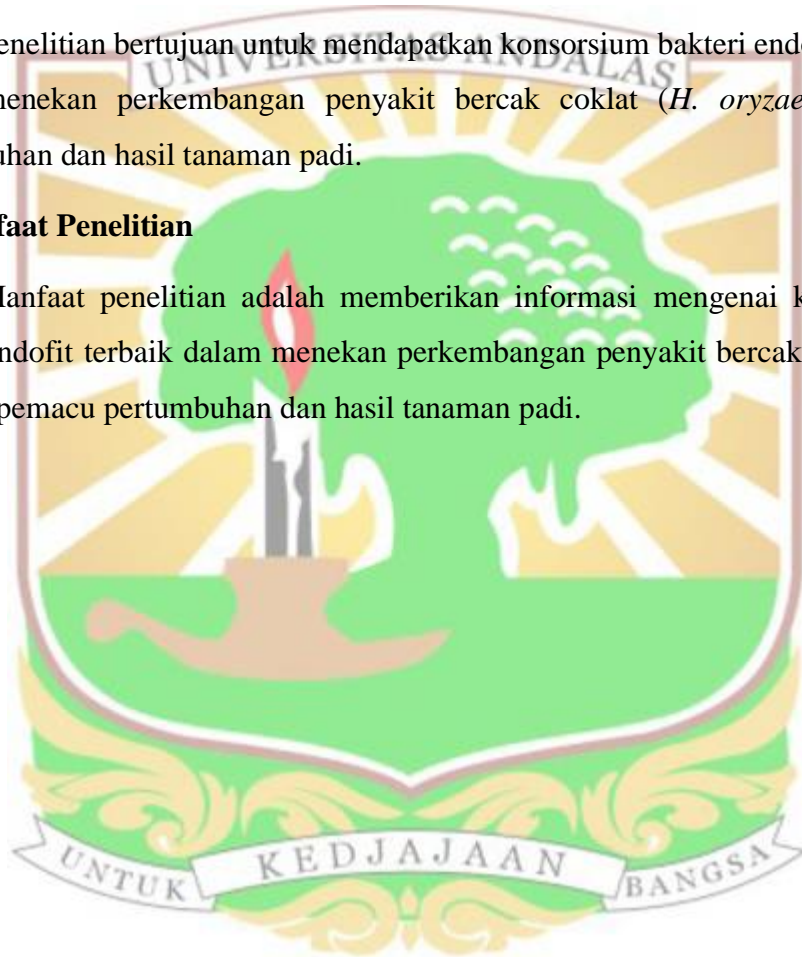 UNIVERSITAS ANDALAS
enelitian bertujuan untuk mendapatkan konsorsium bakteri endo
nenekan perkembangan penyakit bercak coklat (H. oryzae
uhan dan hasil tanaman padi.
faat Penelitian
Manfaat penelitian adalah memberikan informasi mengenai k
ndofit terbaik dalam menekan perkembangan penyakit bercak
pemacu pertumbuhan dan hasil tanaman padi.
UNTUK KEDJAJAAN BANGSA